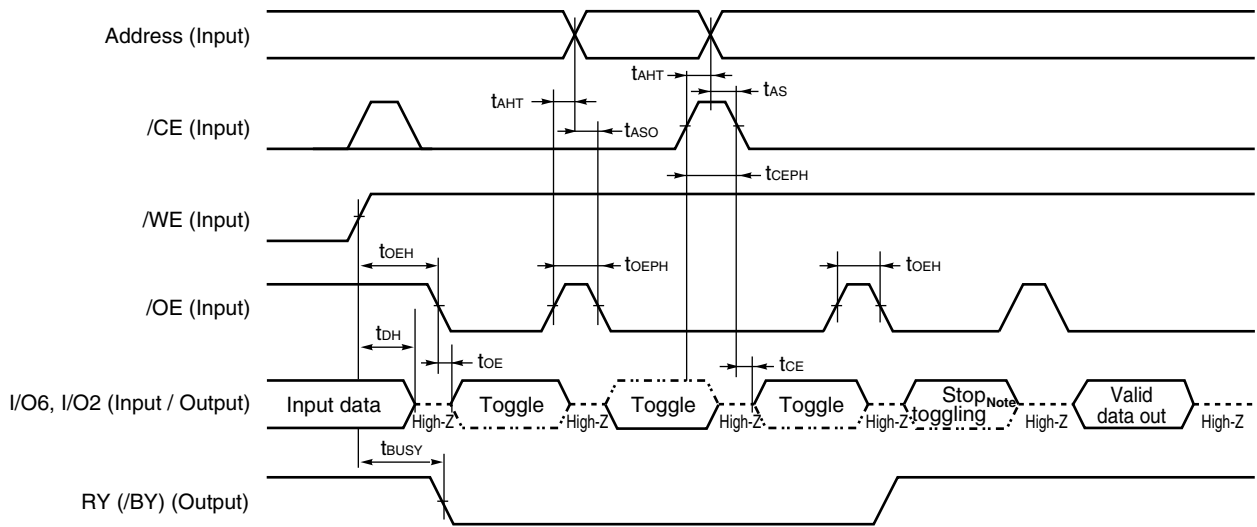 Address (Input)
tAHT
tAS
tAHT
/CE (Input)
tASO
tCEPH
/WE (Input)
tOEH
tOEPH
tOEH
/OE (Input)
tDH
tOE
tCE
I/O6, I/O2 (Input / Output)
Input data
High-Z
Toggle
High-Z
Toggle
High-Z
Toggle
High-Z
Stop Note
toggling
High-Z
Valid
data out
High-Z
tBUSY
RY (/BY) (Output)